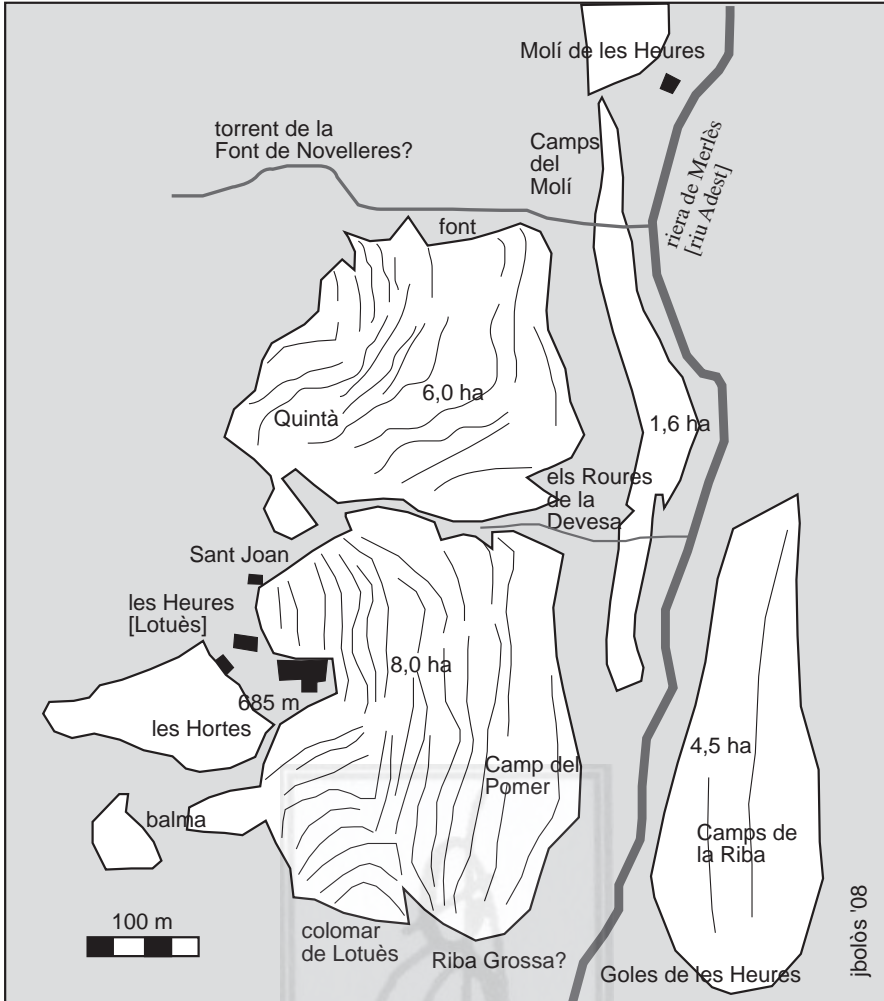 Molí de les Heures
torrent de la
Font de Novelleres?
Camps
del
Molí
riera de Merlès
[riu Adest]
font
6,0 ha
Quintà
1,6 ha
els Roures
de la
Devesa
Sant Joan
les Heures
[Lotuès]
8,0 ha
685 m
les Hortes
4,5 ha
Camp del
Pomer
balma
Camps de
la Riba
100 m
colomar
de Lotuès
Riba Grossa?
Goles de les Heures
jbolòs '08